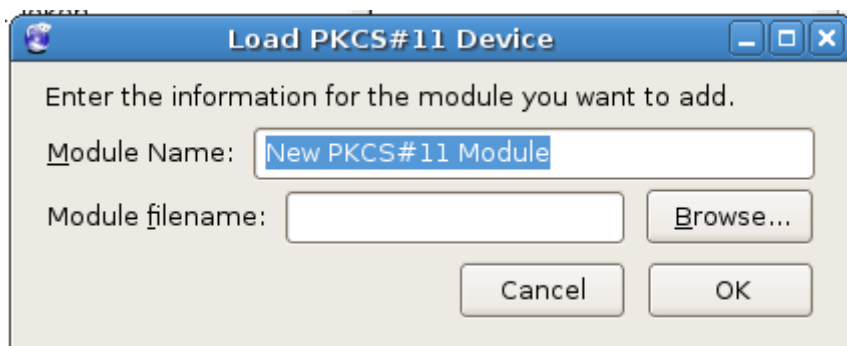 Load PKCS#11 Device
Enter the information for the module you want to add.
Module Name: New PKCS#11 Module
Module filename: Browse...
Cancel OK